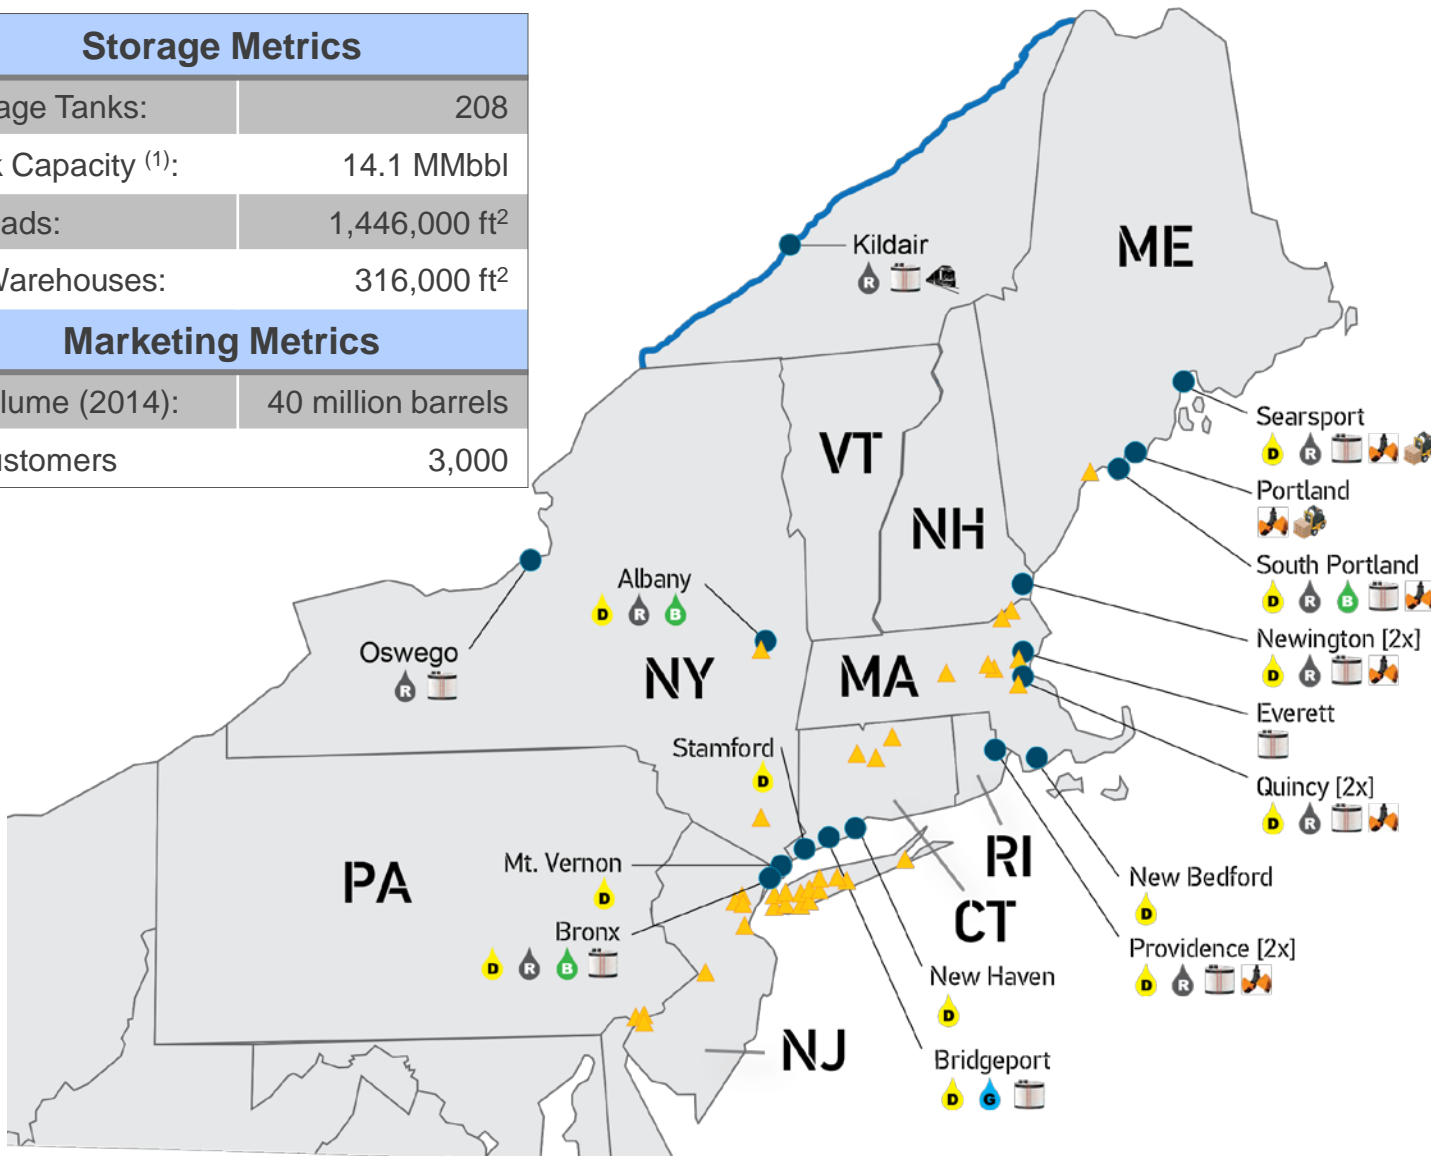 Storage Metrics
age Tanks: 208
Capacity (1): 14.1 MMbbl
ads: 1,446,000 ft2
Warehouses: 316,000 ft2
Marketing Metrics
lume (2014): 40 million barrels
ustomers 3,000
Kildair
R
ME
Searsport
D R
Portland
South Portland
D R B
Newington [2x]
D R
Everett
Quincy [2x]
D R
VT
NH
Albany
D R B
Oswego
R
NY
MA
Stamford
D
PA
Mt. Vernon
D
Bronx
D R B
RI
CT
New Bedford
D
Providence [2x]
D R
New Haven
D
NJ
Bridgeport
D G